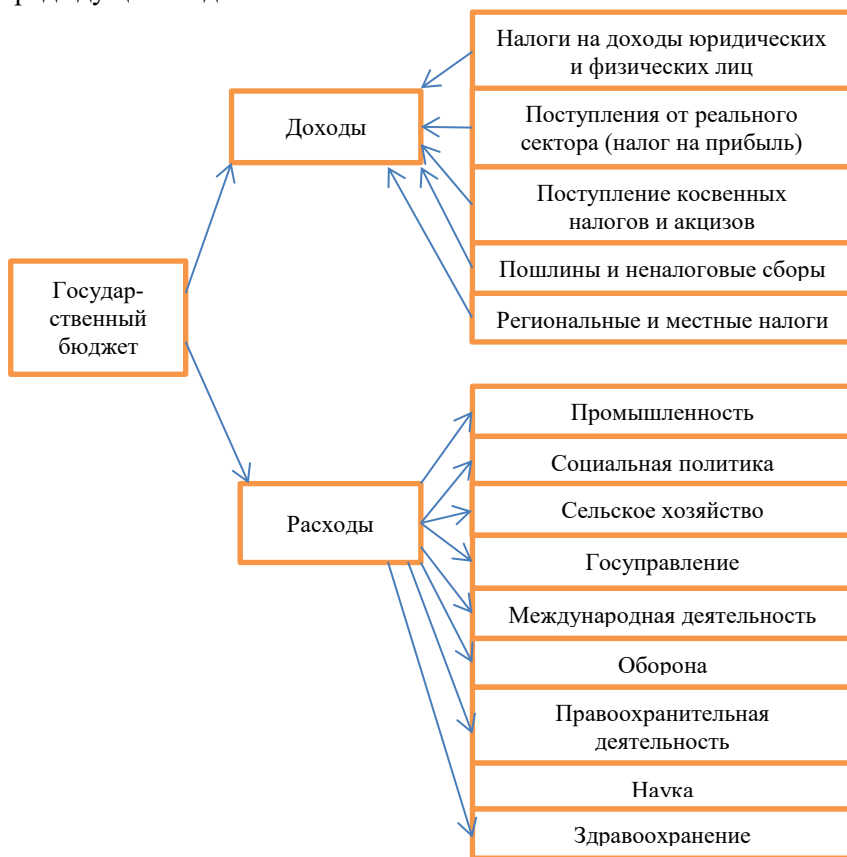 Налоги на доходы юридических
и физических лиц
Доходы
Поступления от реального
сектора (налог на прибыль)
Поступление косвенных
налогов и акцизов
Пошлины и неналоговые сборы
Региональные и местные налоги
Государ-
ственный
бюджет
Промышленность
Социальная политика
Расходы
Сельское хозяйство
Госуправление
Международная деятельность
Оборона
Правоохранительная
деятельность
Наука
Здравоохранение